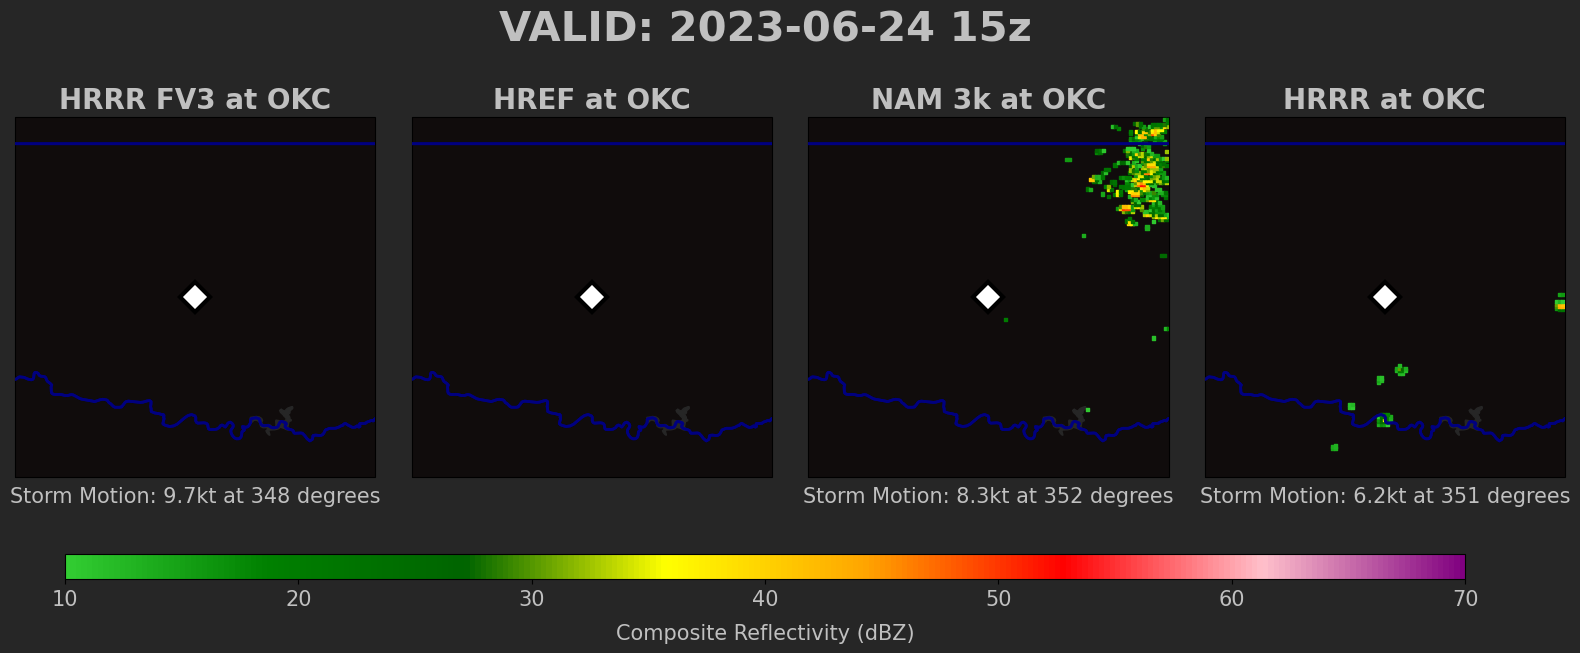 VALID: 2023-06-24 15z
HRRR FV3 at OKC
HREF at OKC
NAM 3k at OKC
HRRR at OKC
Storm Motion: 9.7kt at 348 degrees
Storm Motion: 8.3kt at 352 degrees
Storm Motion: 6.2kt at 351 degrees
10 20 30 40 50 60 70
Composite Reflectivity (dBZ)